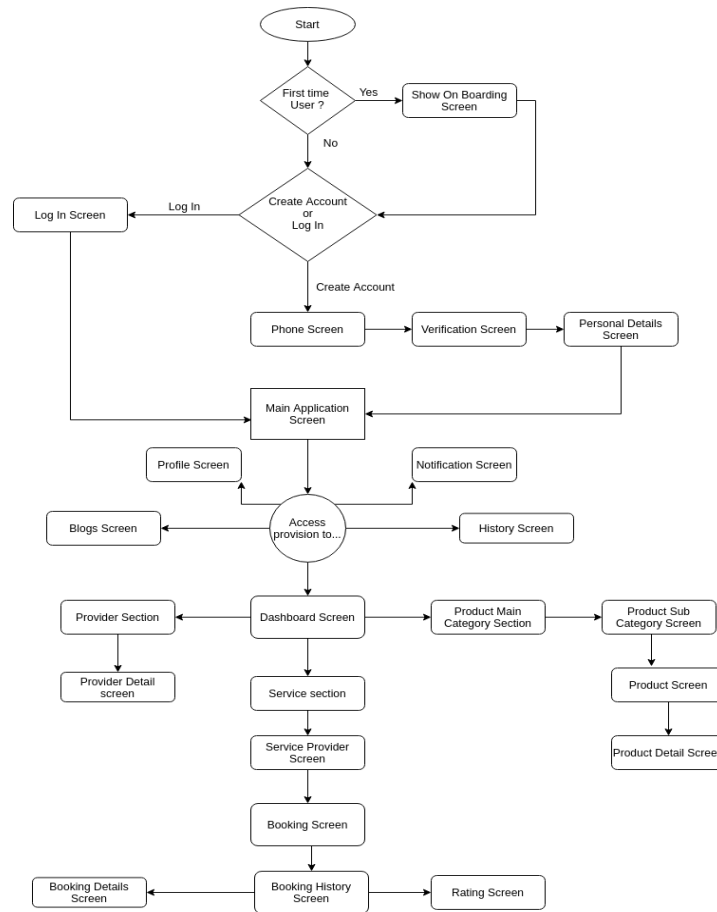 Start
First time
User ?
Yes
Show On Boarding
Screen
No
Create Account
or
Log In
Log In
Log In Screen
Create Account
Phone Screen
Verification Screen
Personal Details
Screen
Main Application
Screen
Profile Screen
Notification Screen
Access
provision to...
Blogs Screen
History Screen
Provider Section
Dashboard Screen
Product Main
Category Section
Product Sub
Category Screen
Provider Detail
screen
Service section
Product Screen
Service Provider
Screen
Product Detail Scree
Booking Screen
Booking Details
Screen
Booking History
Screen
Rating Screen